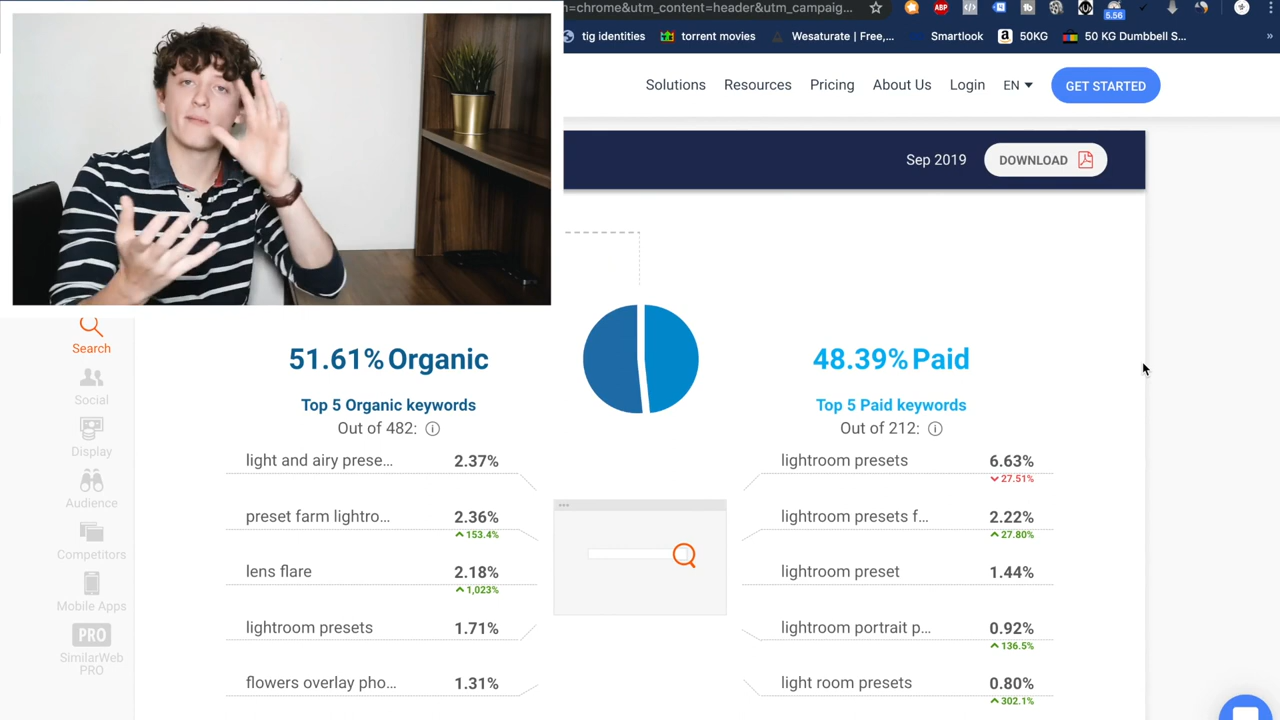 n=chrome&utm_content=header&utm_campaig...
ABP
5.56
tig identities
torrent movies
Wesaturate | Free,...
Smartlook
50KG
50 KG Dumbbell S...
»
Solutions
Resources
Pricing
About Us
Login
EN
GET STARTED
Sep 2019
DOWNLOAD
Search
Social
Display
Audience
Competitors
Mobile Apps
PRO
SimilarWeb
PRO
51.61% Organic
Top 5 Organic keywords
Out of 482:
light and airy prese... 2.37%
preset farm lightro... 2.36%
153.4%
lens flare 2.18%
1,023%
lightroom presets 1.71%
flowers overlay pho... 1.31%
48.39% Paid
Top 5 Paid keywords
Out of 212:
lightroom presets 6.63%
27.51%
lightroom presets f... 2.22%
27.80%
lightroom preset 1.44%
lightroom portrait p... 0.92%
136.5%
light room presets 0.80%
302.1%